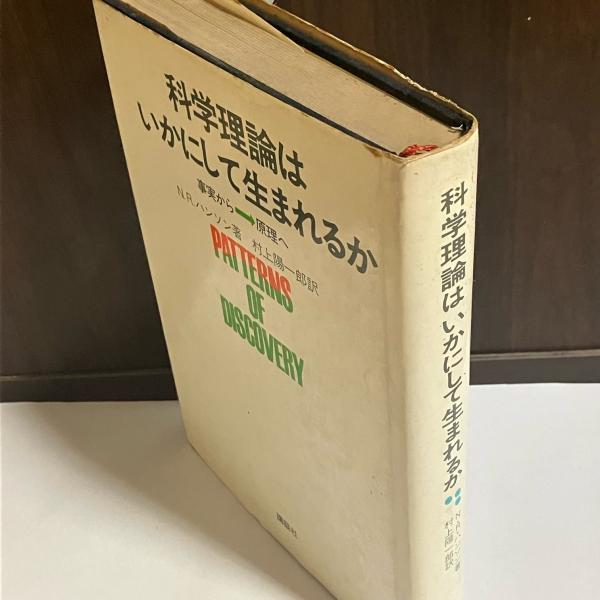 科学理論は
いかにして生まれるか
事実から→原理へ
N.R.ハンソン著 村上陽一郎訳
PATTERNS
OF
DISCOVERY
講談社
科学理論は、いかにして生まれるか
N.R.ハンソン著
村上陽一郎訳